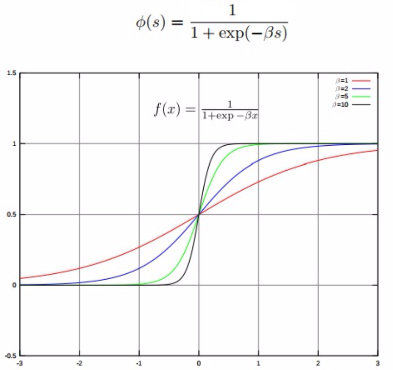 φ(s) = 1 / (1 + exp(−βs))
1.5
β=1
β=2
β=5
β=10
f(x) = 1 / (1+exp −βx)
1
0.5
0
-0.5
-3 -2 -1 0 1 2 3